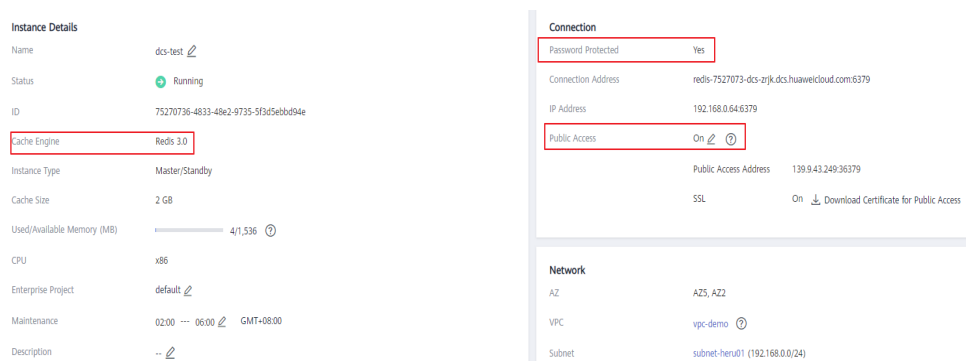 Instance Details
Name dcs-test
Status Running
ID 75270736-4833-48e2-9735-5f3d5ebbd94e
Cache Engine Redis 3.0
Instance Type Master/Standby
Cache Size 2 GB
Used/Available Memory (MB) 4/1,536
CPU x86
Enterprise Project default
Maintenance 02:00 --- 06:00 GMT+08:00
Description --
Connection
Password Protected Yes
Connection Address redis-7527073-dcs-zrjk.dcs.huaweicloud.com:6379
IP Address 192.168.0.64:6379
Public Access On
Public Access Address 139.9.43.249:36379
SSL On Download Certificate for Public Access
Network
AZ AZ5, AZ2
VPC vpc-demo
Subnet subnet-heru01 (192.168.0.0/24)